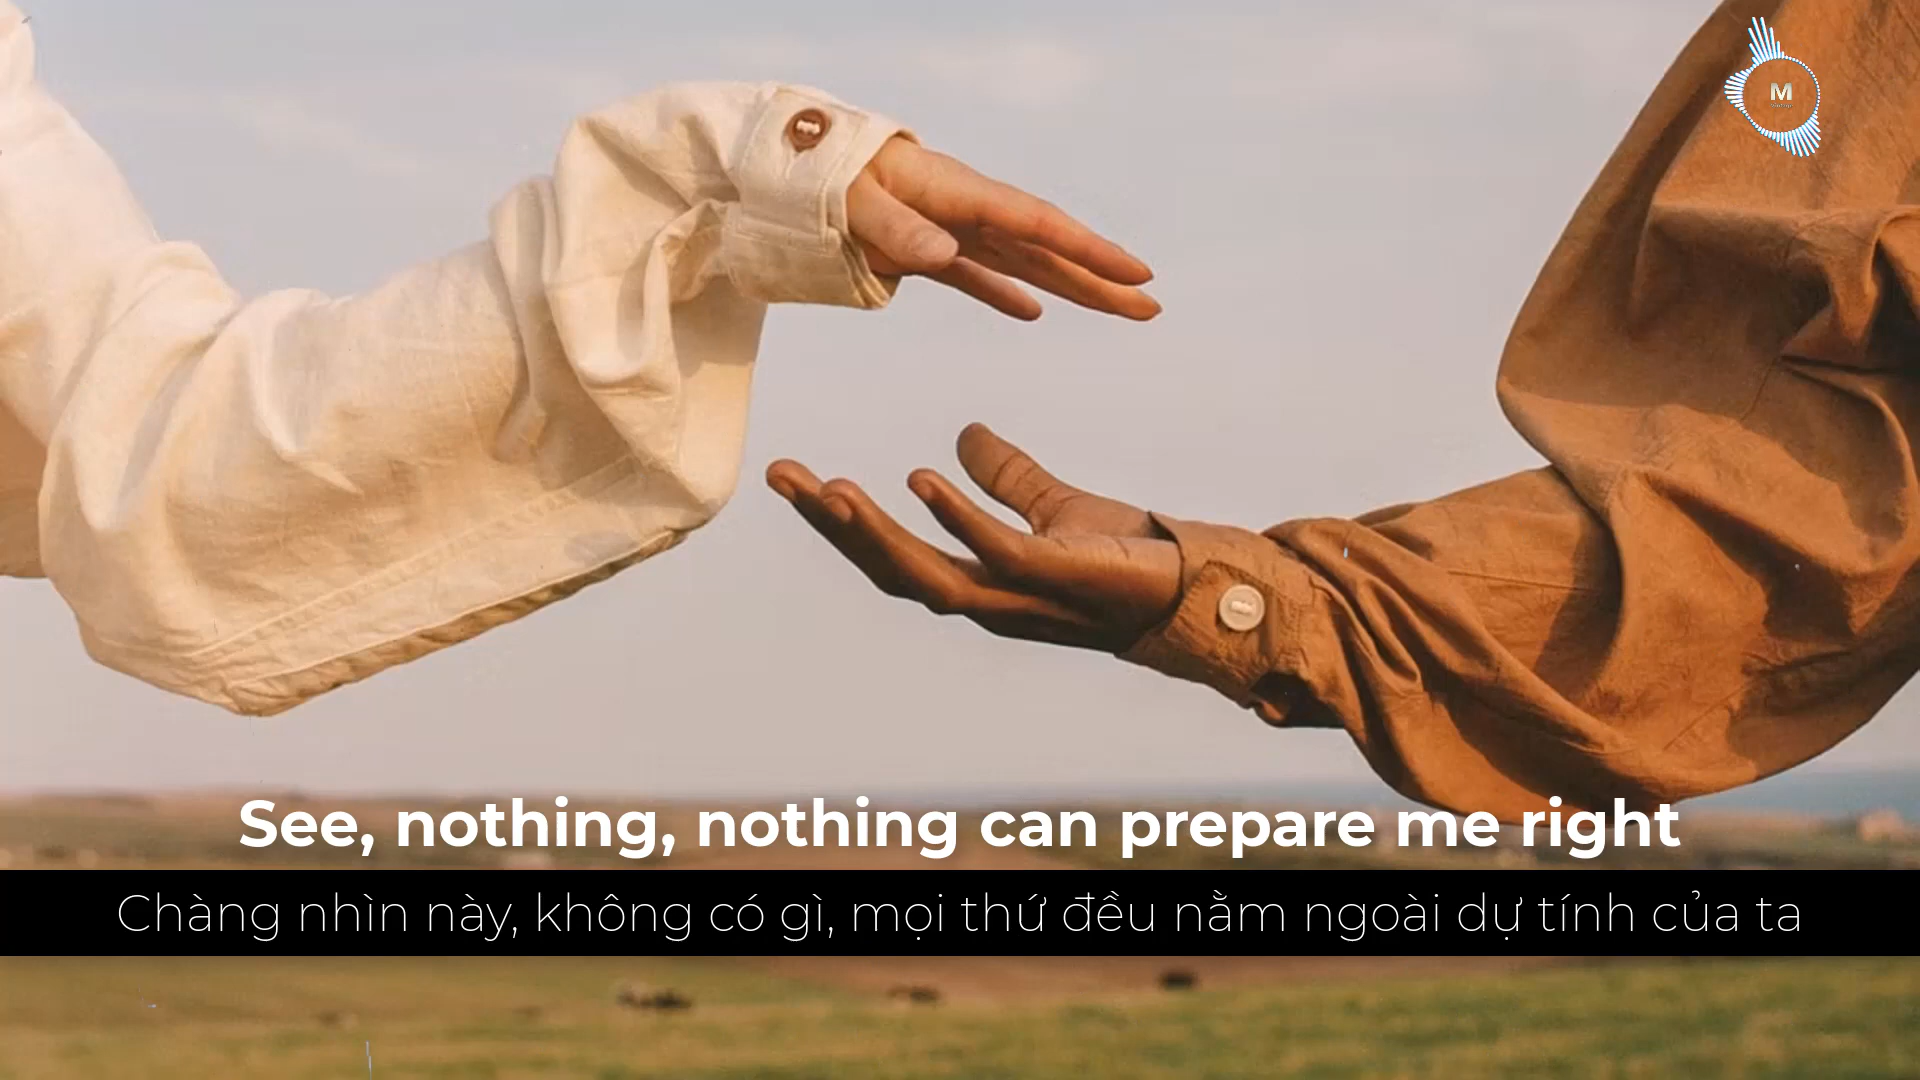 M
See, nothing, nothing can prepare me right
Chàng nhìn này, không có gì, mọi thứ đều nằm ngoài dự tính của ta